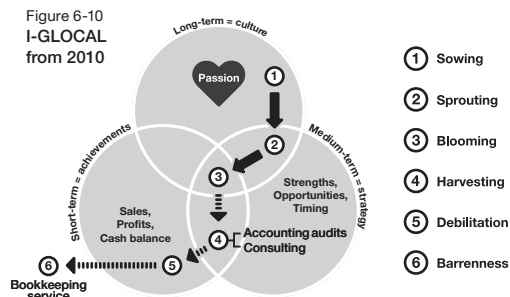 Figure 6-10
I-GLOCAL
from 2010
Long-term = culture
Passion
1
2
Medium-term = strategy
Short-term = achievements
3
Strengths,
Opportunities,
Timing
Sales,
Profits,
Cash balance
4
Accounting audits
Consulting
5
6
Bookkeeping
service
1 Sowing
2 Sprouting
3 Blooming
4 Harvesting
5 Debilitation
6 Barrenness